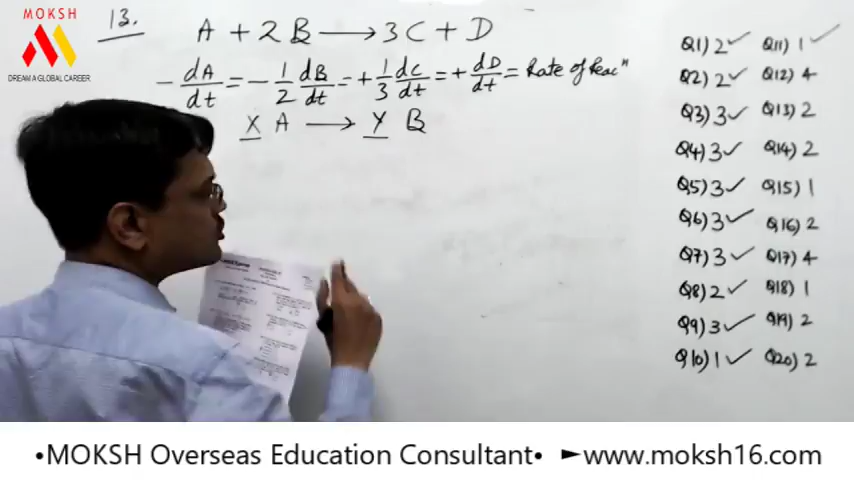 MOKSH
DREAM A GLOBAL CAREER
13.
A + 2B ⟶ 3C + D
- dA/dt = - 1/2 dB/dt = + 1/3 dC/dt = + dD/dt = Rate of Reacⁿ
X A ⟶ Y B
Q1) 2 ✓
Q2) 2 ✓
Q3) 3 ✓
Q4) 3 ✓
Q5) 3 ✓
Q6) 3 ✓
Q7) 3 ✓
Q8) 2 ✓
Q9) 3 ✓
Q10) 1 ✓
Q11) 1 ✓
Q12) 4
Q13) 2
Q14) 2
Q15) 1
Q16) 2
Q17) 4
Q18) 1
Q19) 2
Q20) 2
•MOKSH Overseas Education Consultant• ►www.moksh16.com